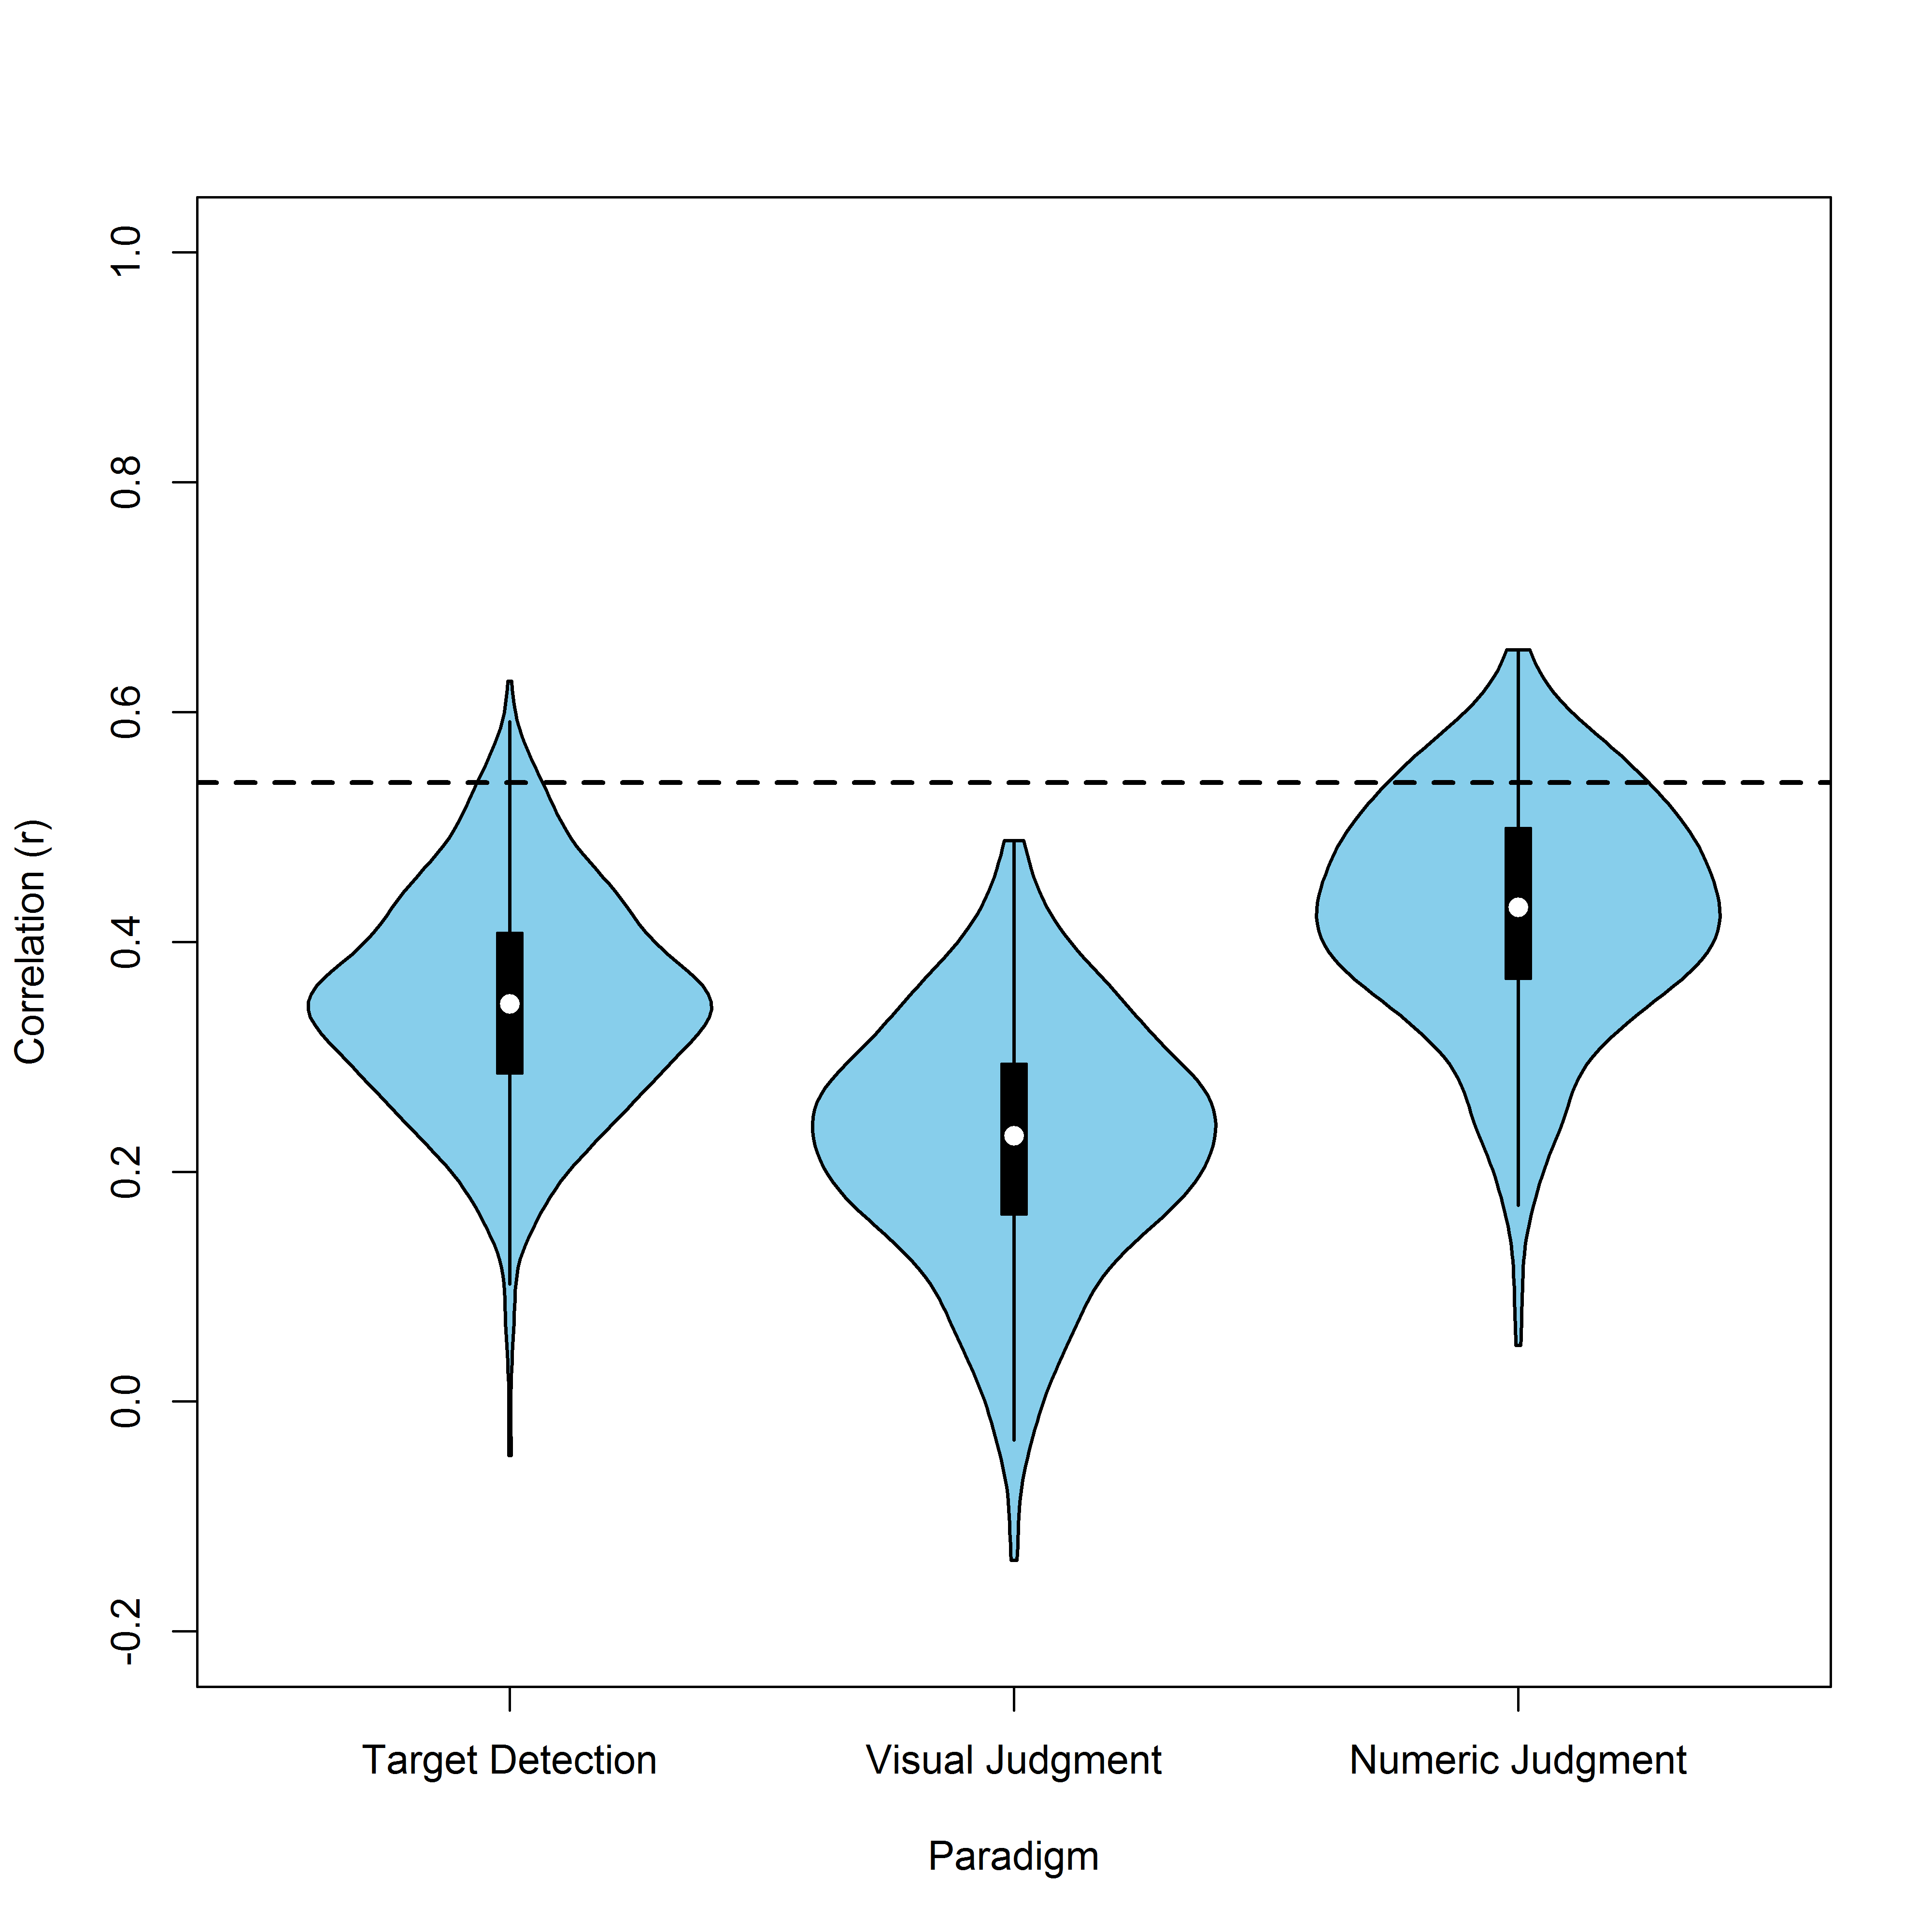 1.0
0.8
0.6
0.4
0.2
0.0
-0.2
Correlation (r)
Target Detection
Visual Judgment
Numeric Judgment
Paradigm